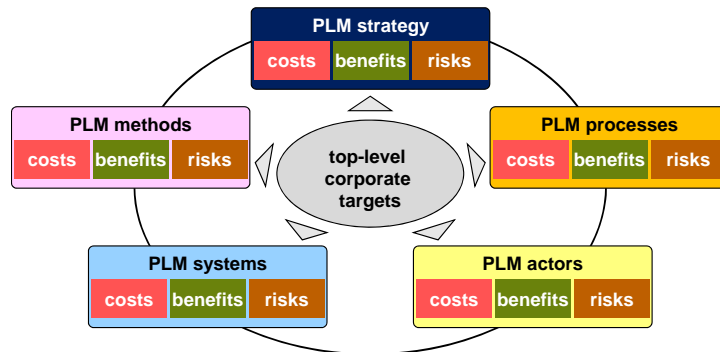 PLM strategy
costs benefits risks
PLM methods
costs benefits risks
PLM processes
costs benefits risks
top-level
corporate
targets
PLM systems
costs benefits risks
PLM actors
costs benefits risks